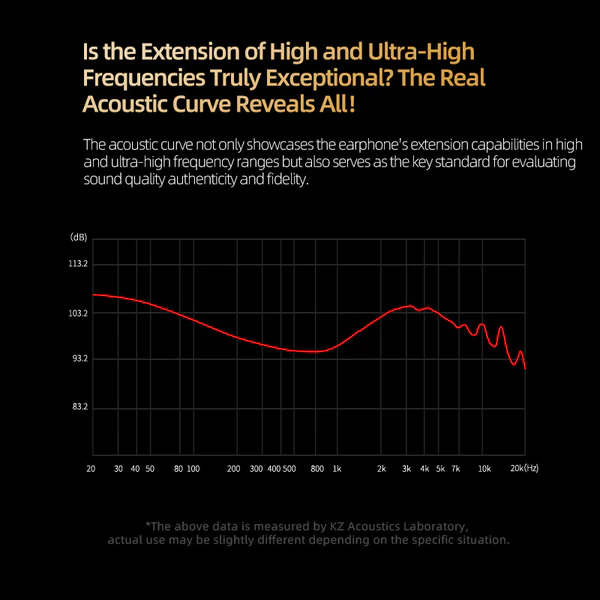 Is the Extension of High and Ultra-High
Frequencies Truly Exceptional? The Real
Acoustic Curve Reveals All!
The acoustic curve not only showcases the earphone's extension capabilities in high
and ultra-high frequency ranges but also serves as the key standard for evaluating
sound quality authenticity and fidelity.
(dB)
113.2
103.2
93.2
83.2
20 30 40 50 80 100 200 300 400 500 800 1k 2k 3k 4k 5k 7k 10k 20k(Hz)
*The above data is measured by KZ Acoustics Laboratory,
actual use may be slightly different depending on the specific situation.